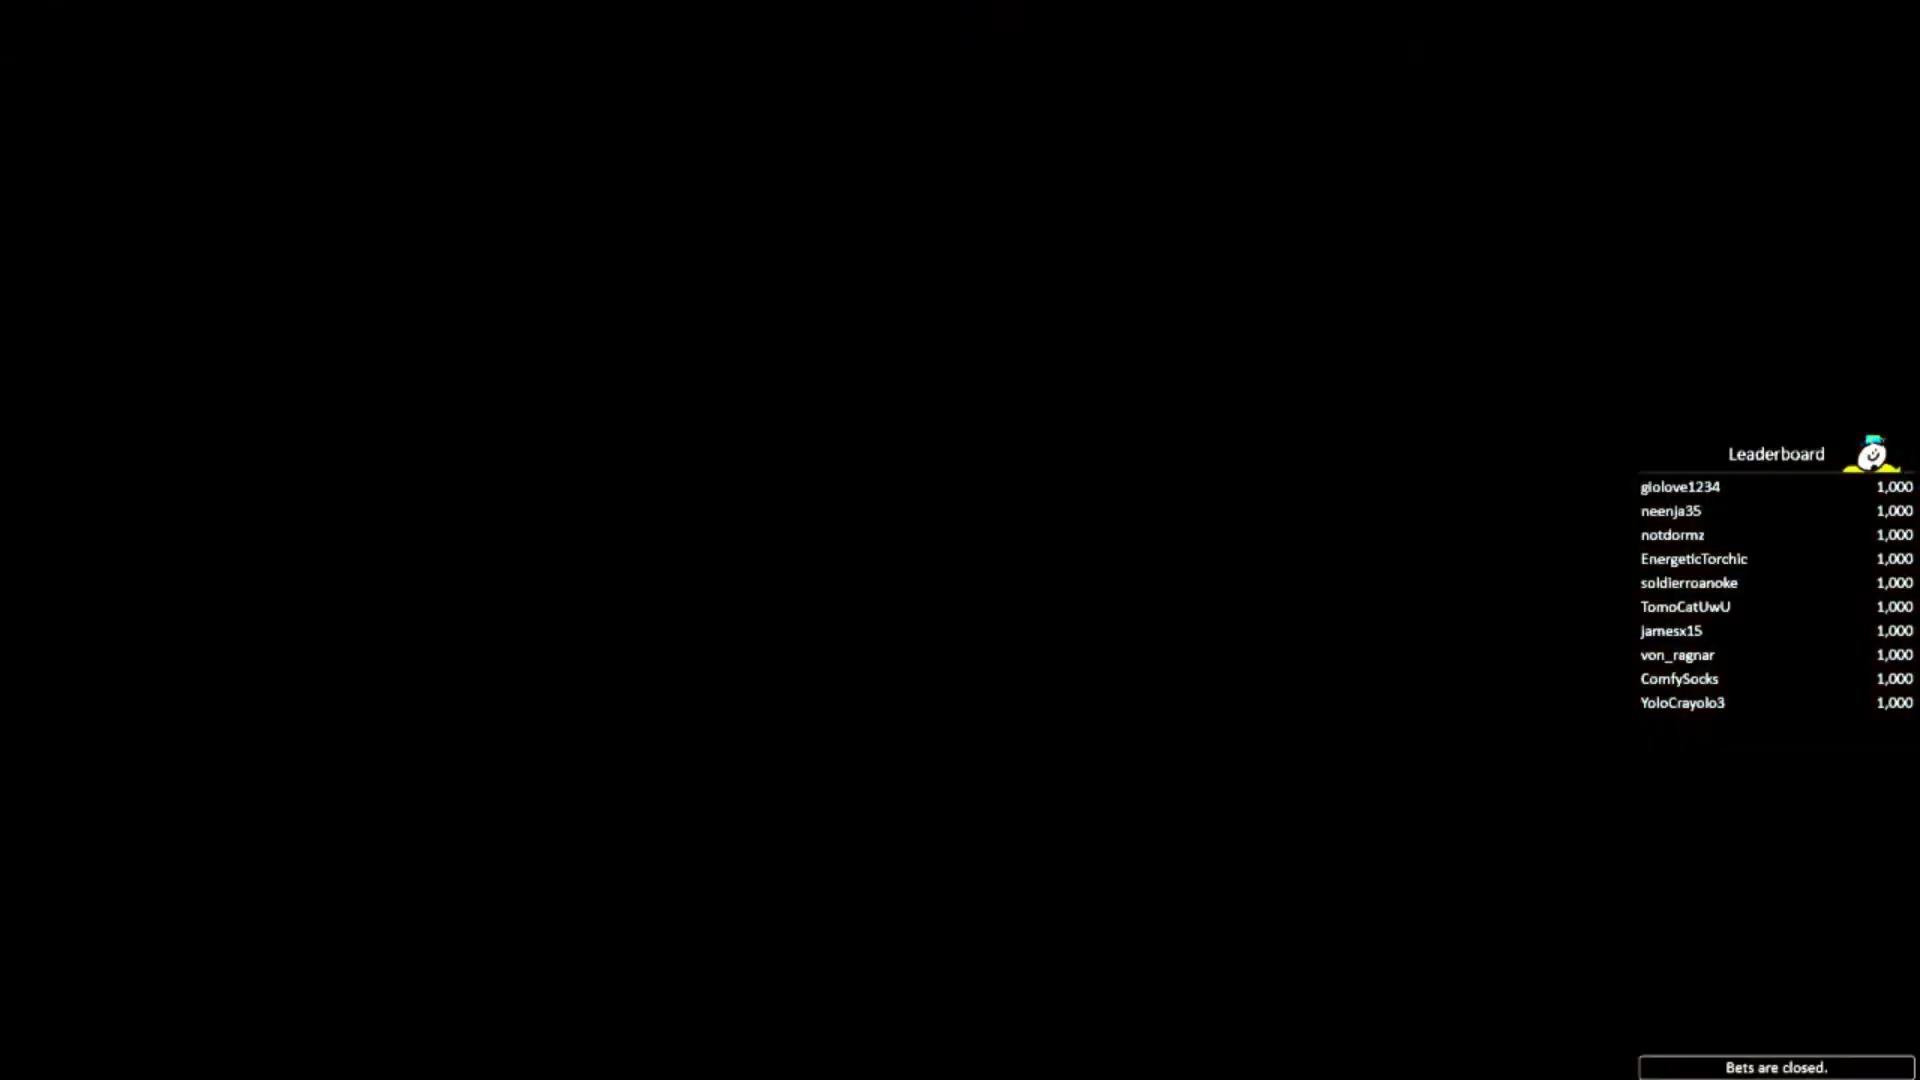 Leaderboard
giolove1234 1,000
neenja35 1,000
notdormz 1,000
EnergeticTorchic 1,000
soldierroanoke 1,000
TomoCatUwU 1,000
jamesx15 1,000
von_ragnar 1,000
ComfySocks 1,000
YoloCrayolo3 1,000
Bets are closed.